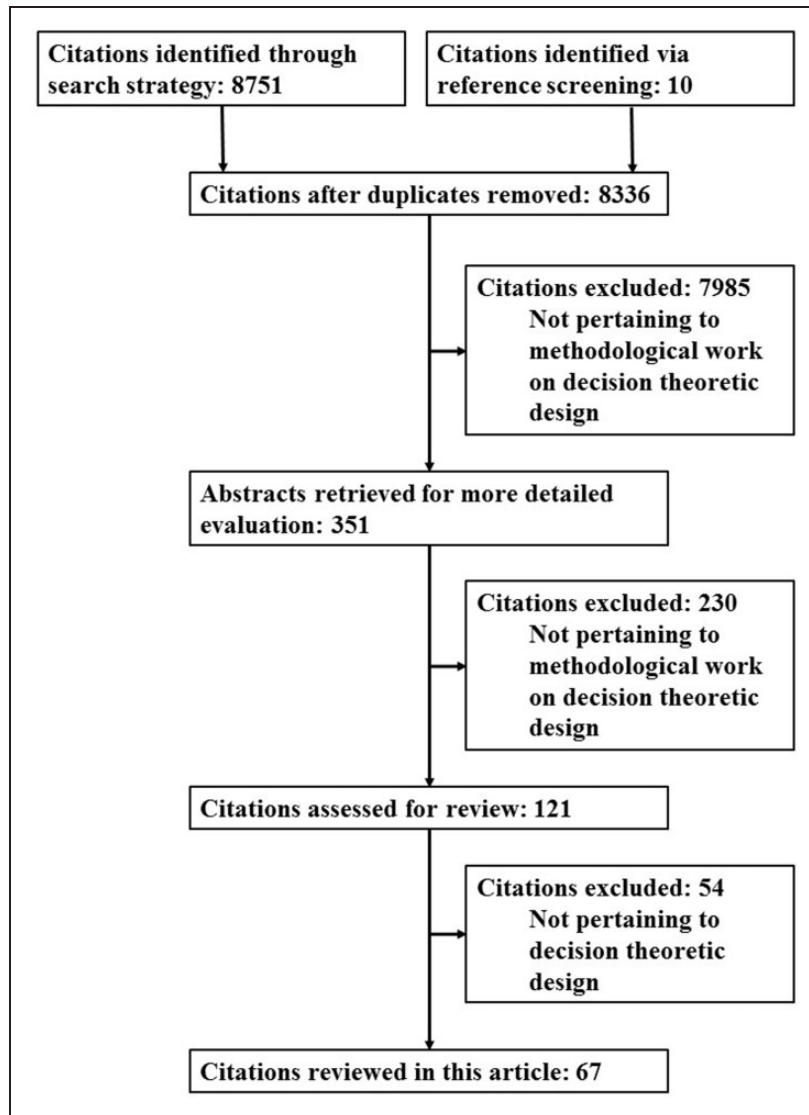 Citations identified through
search strategy: 8751
Citations identified via
reference screening: 10
Citations after duplicates removed: 8336
Citations excluded: 7985
Not pertaining to
methodological work
on decision theoretic
design
Abstracts retrieved for more detailed
evaluation: 351
Citations excluded: 230
Not pertaining to
methodological work
on decision theoretic
design
Citations assessed for review: 121
Citations excluded: 54
Not pertaining to
decision theoretic
design
Citations reviewed in this article: 67